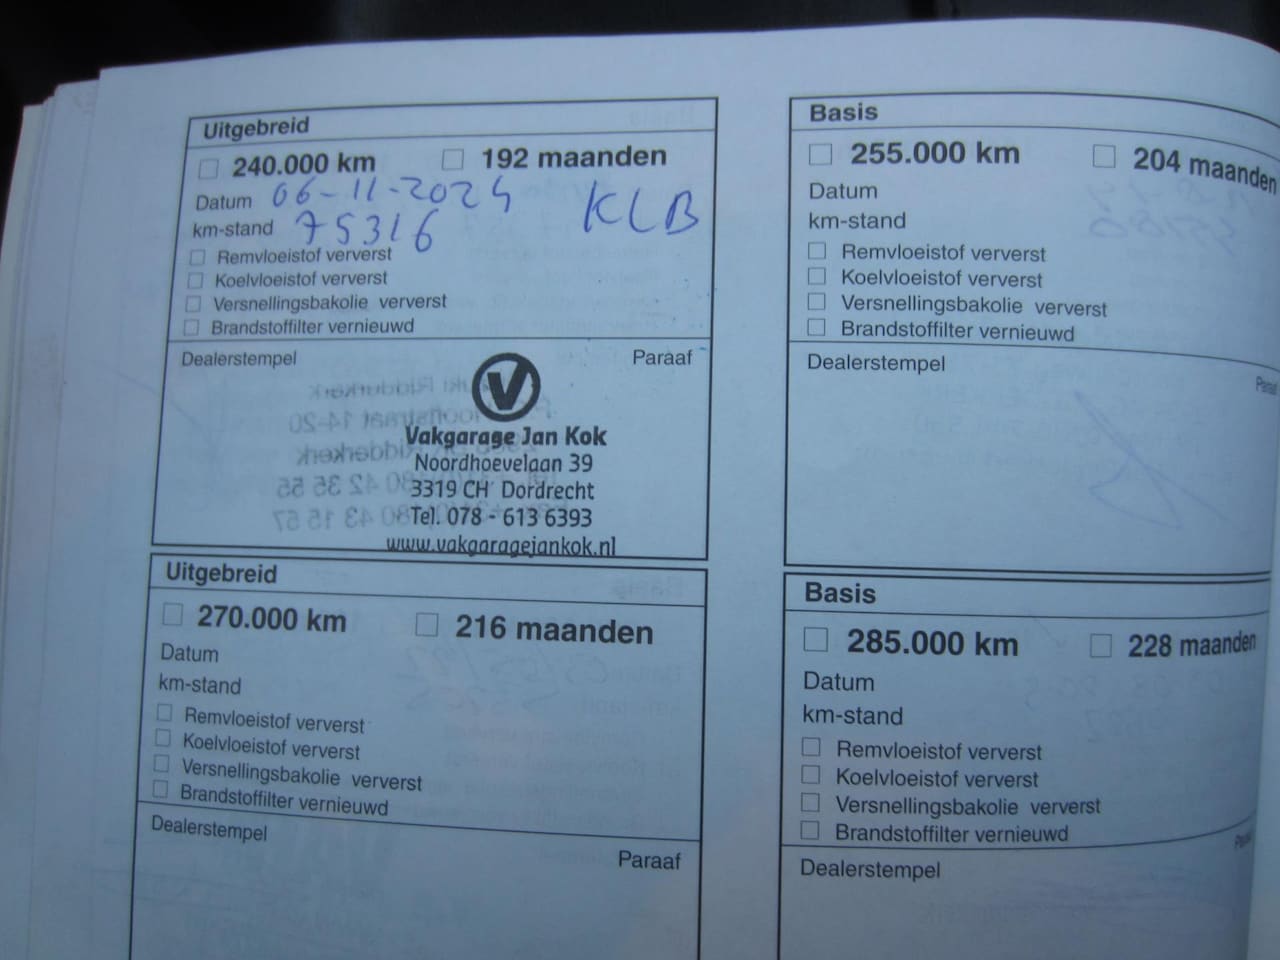 Uitgebreid
240.000 km 192 maanden
Datum 06-11-2024
km-stand 75316 KLB
Remvloeistof ververst
Koelvloeistof ververst
Versnellingsbakolie ververst
Brandstoffilter vernieuwd
Dealerstempel Paraaf
V
Vakgarage Jan Kok
Noordhoevelaan 39
3319 CH Dordrecht
Tel. 078 - 613 6393
www.vakgaragejankok.nl
Basis
255.000 km 204 maanden
Datum
km-stand
Remvloeistof ververst
Koelvloeistof ververst
Versnellingsbakolie ververst
Brandstoffilter vernieuwd
Dealerstempel
Uitgebreid
270.000 km 216 maanden
Datum
km-stand
Remvloeistof ververst
Koelvloeistof ververst
Versnellingsbakolie ververst
Brandstoffilter vernieuwd
Dealerstempel
Paraaf
Basis
285.000 km 228 maanden
Datum
km-stand
Remvloeistof ververst
Koelvloeistof ververst
Versnellingsbakolie ververst
Brandstoffilter vernieuwd
Dealerstempel